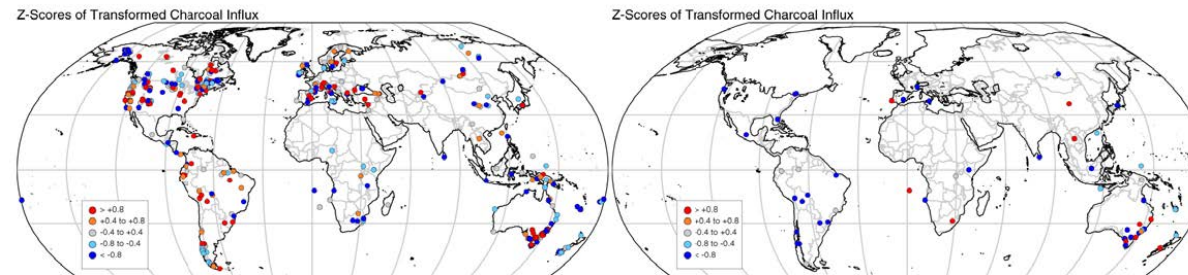 Z-Scores of Transformed Charcoal Influx
> +0.8
+0.4 to +0.8
-0.4 to +0.4
-0.8 to -0.4
< -0.8
Z-Scores of Transformed Charcoal Influx
> +0.8
+0.4 to +0.8
-0.4 to +0.4
-0.8 to -0.4
< -0.8